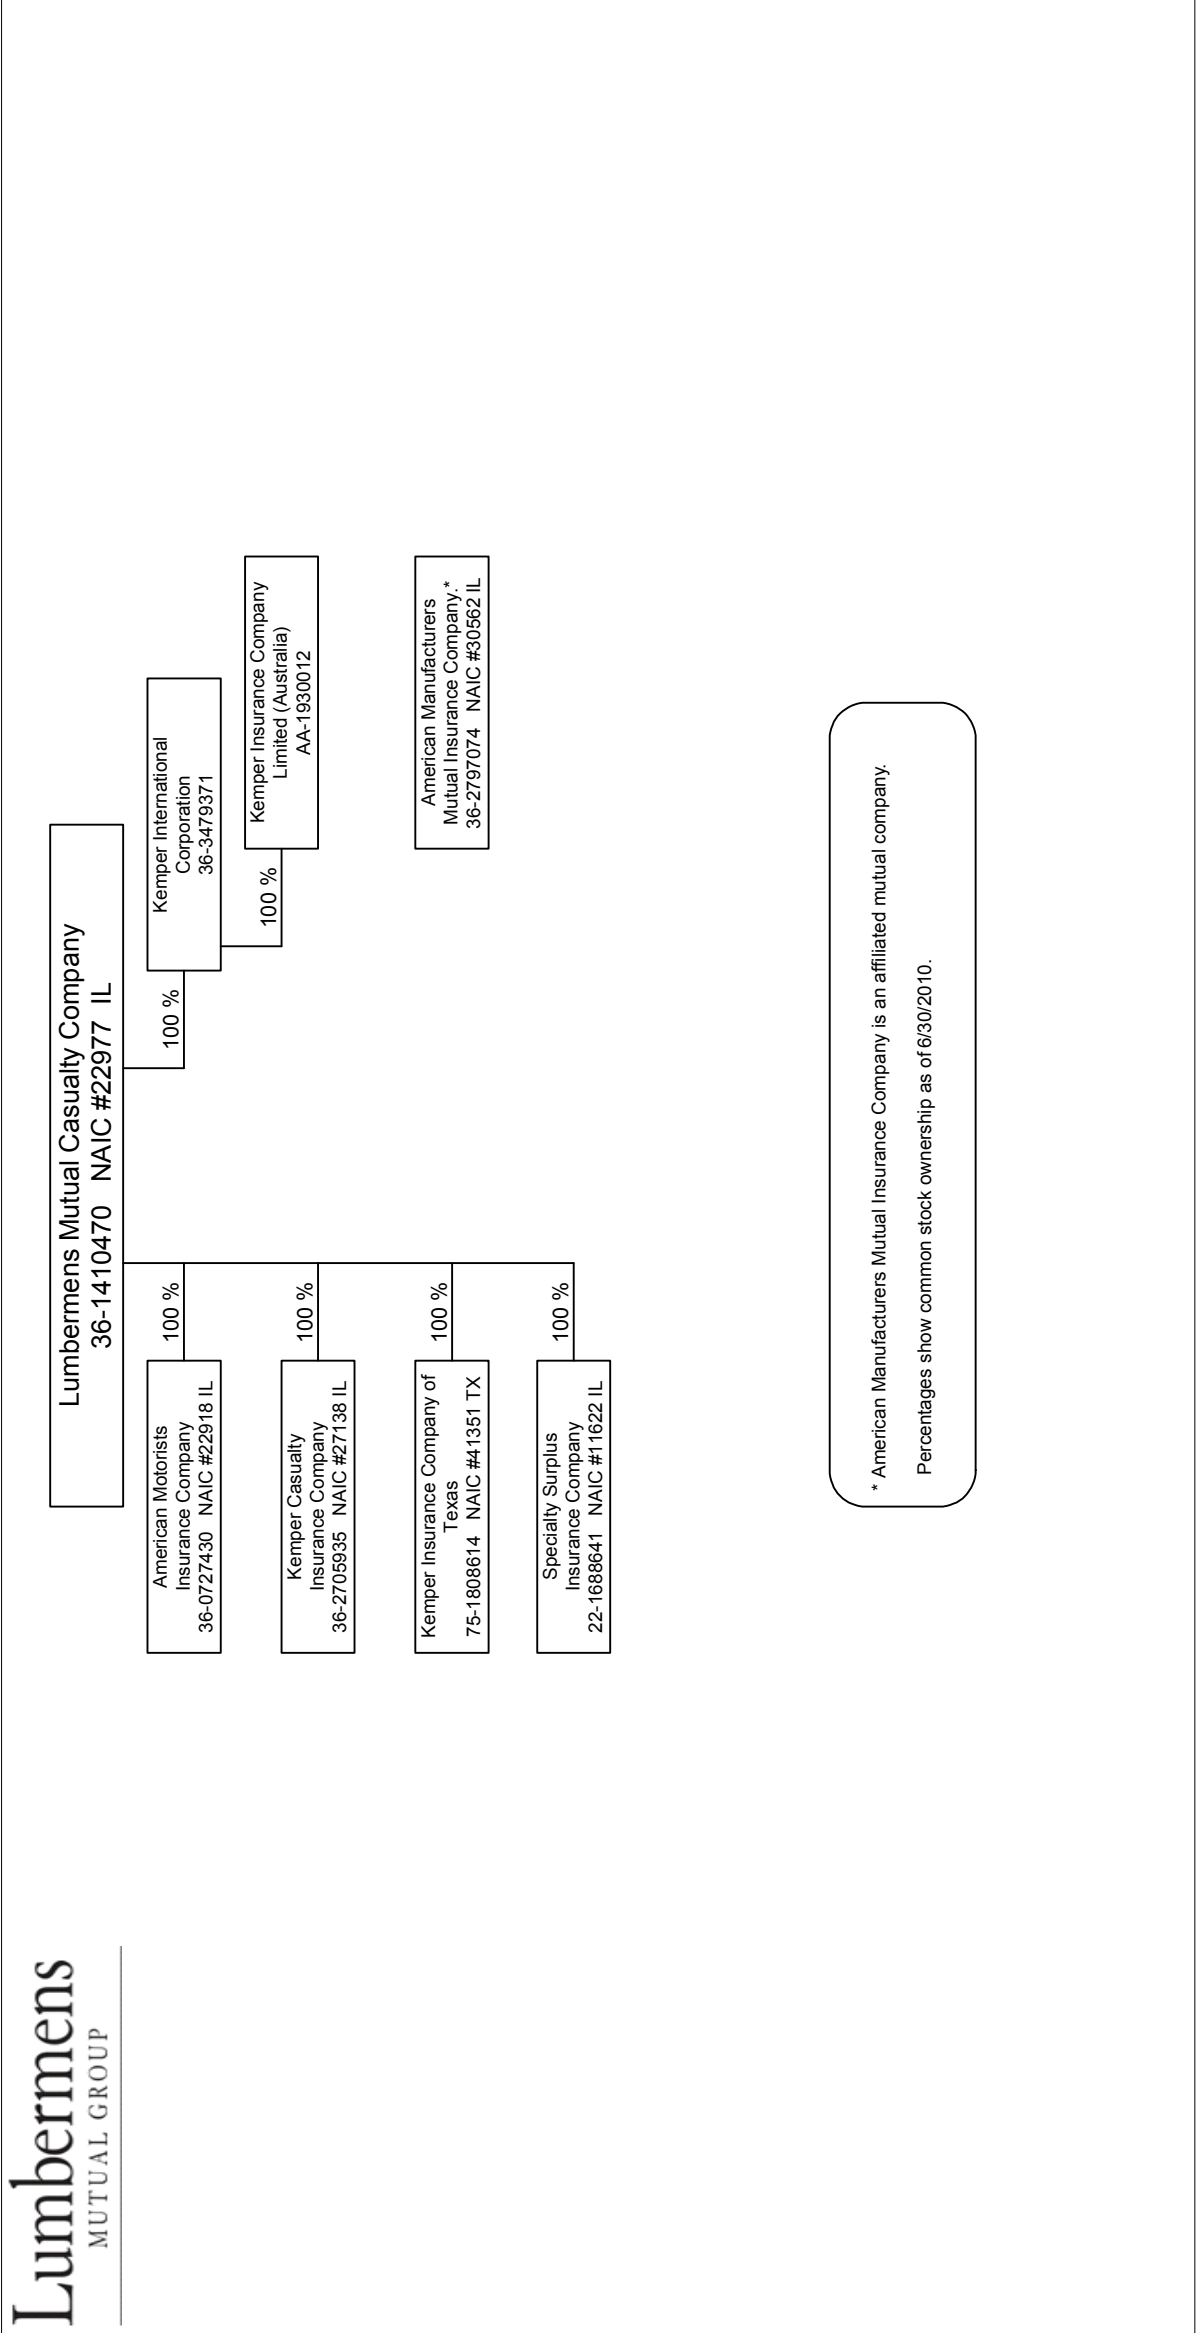 Lumbermens
MUTUAL GROUP
Lumbermens Mutual Casualty Company
36-1410470 NAIC #22977 IL
American Motorists
Insurance Company
36-0727430 NAIC #22918 IL
100 %
Kemper Casualty
Insurance Company
36-2705935 NAIC #27138 IL
100 %
Kemper Insurance Company of
Texas
75-1808614 NAIC #41351 TX
100 %
Specialty Surplus
Insurance Company
22-1688641 NAIC #11622 IL
100 %
100 %
Kemper International
Corporation
36-3479371
100 %
Kemper Insurance Company
Limited (Australia)
AA-1930012
American Manufacturers
Mutual Insurance Company.*
36-2797074 NAIC #30562 IL
* American Manufacturers Mutual Insurance Company is an affiliated mutual company.
Percentages show common stock ownership as of 6/30/2010.